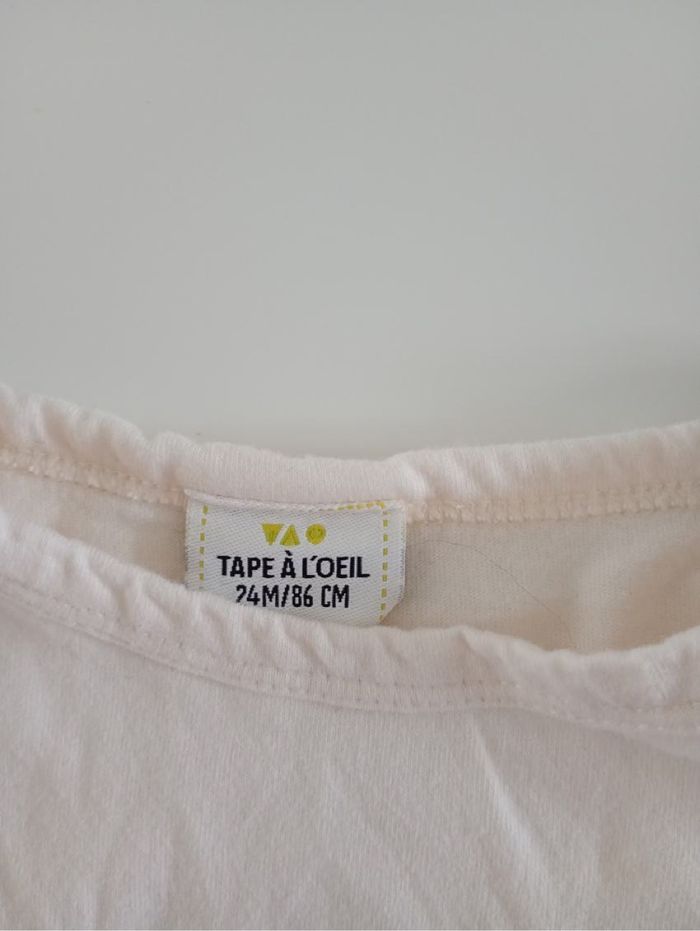 TAPE À L'OEIL
24M/86 CM